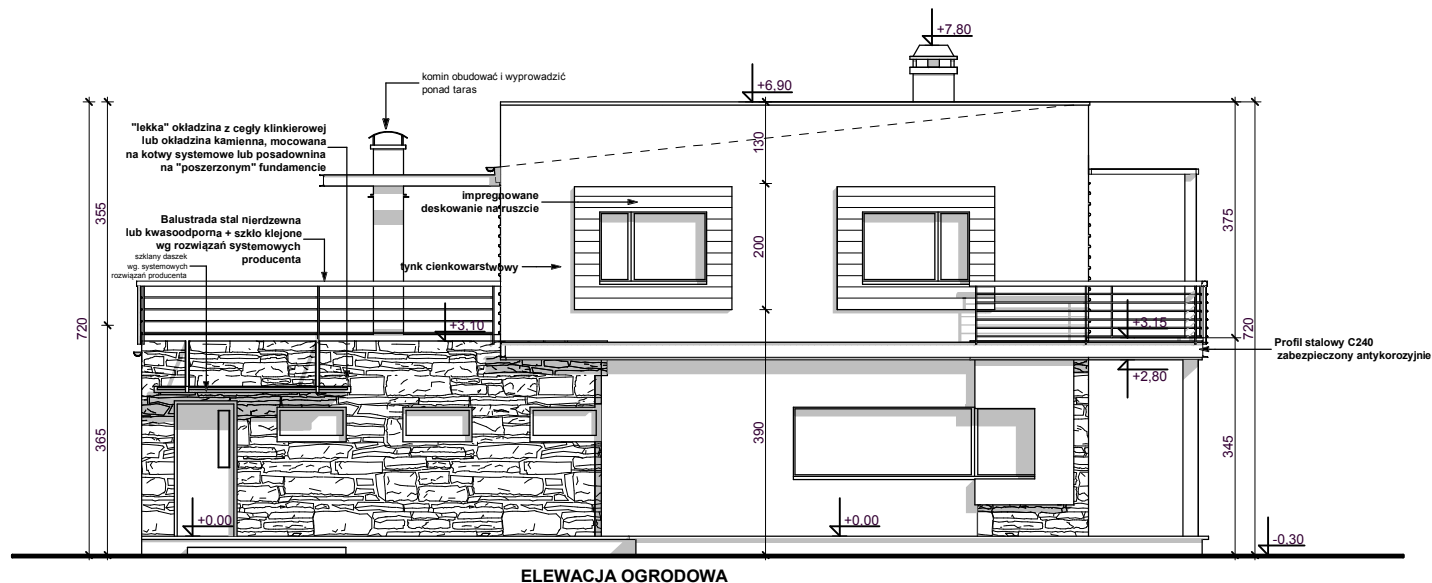 +7,80
komin obudować i wyprowadzić
ponad taras
+6,90
"lekka" okładzina z cegły klinkierowej
lub okładzina kamienna, mocowana
na kotwy systemowe lub posadownina
na "poszerzonym" fundamencie
130
impregnowane
deskowanie na ruszcie
355
375
Balustrada stal nierdzewna
lub kwasoodporna + szkło klejone
wg rozwiązań systemowych
producenta
200
szklany daszek
wg. systemowych
rozwiązań producenta
tynk cienkowarstwowy
720
+3,10
+3,15
720
Profil stalowy C240
zabezpieczony antykorozyjnie
+2,80
365
390
345
+0,00
+0,00
-0,30
ELEWACJA OGRODOWA